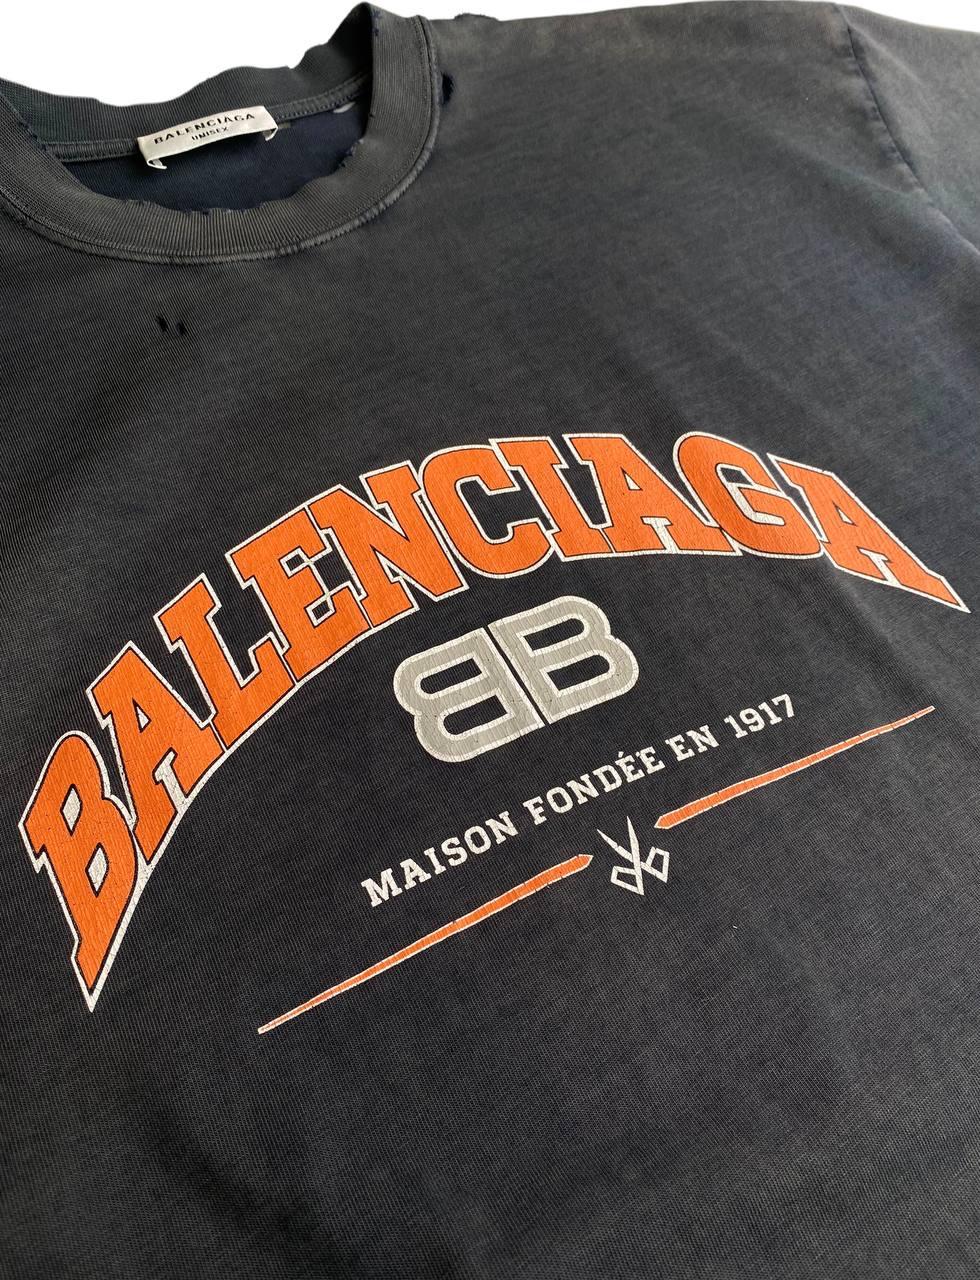 BALENCIAGA
UNISEX
BALENCIAGA
BB
MAISON FONDÉE EN 1917